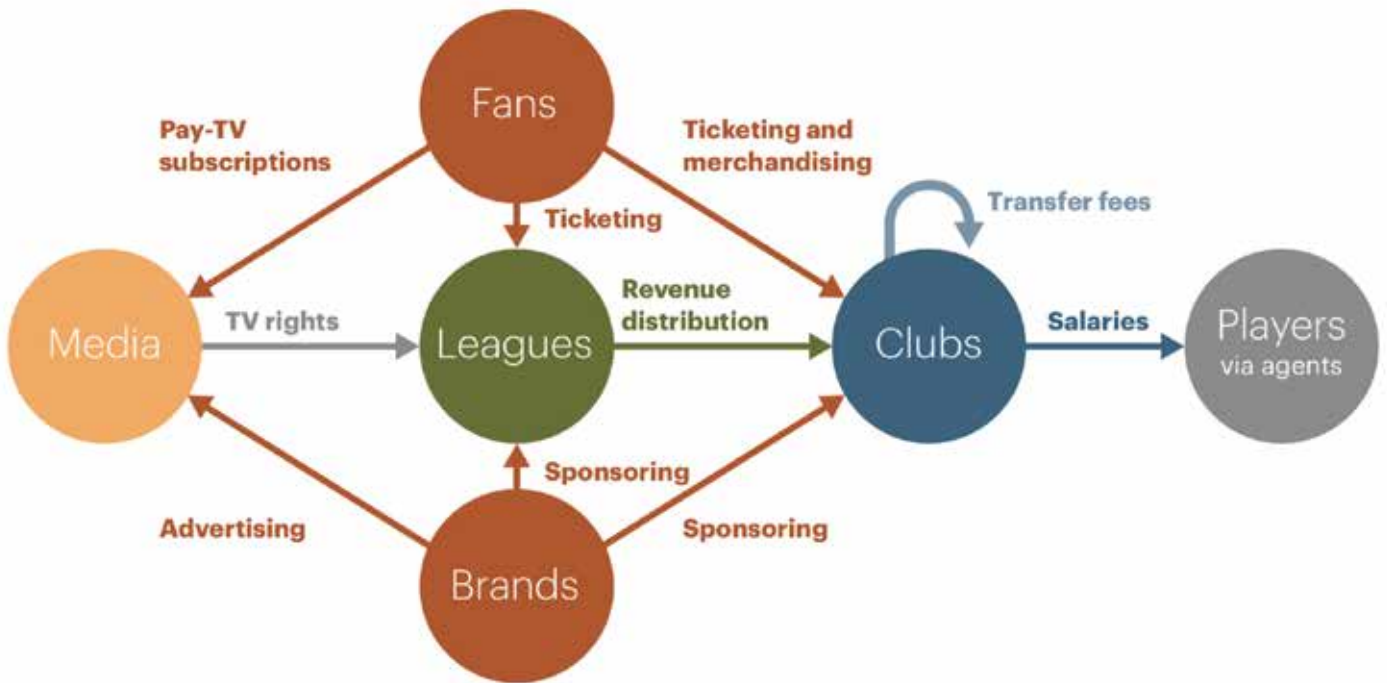 Fans
Pay-TV
subscriptions
Ticketing and
merchandising
Transfer fees
Ticketing
Media
TV rights
Leagues
Revenue
distribution
Clubs
Salaries
Players
via agents
Sponsoring
Advertising
Sponsoring
Brands